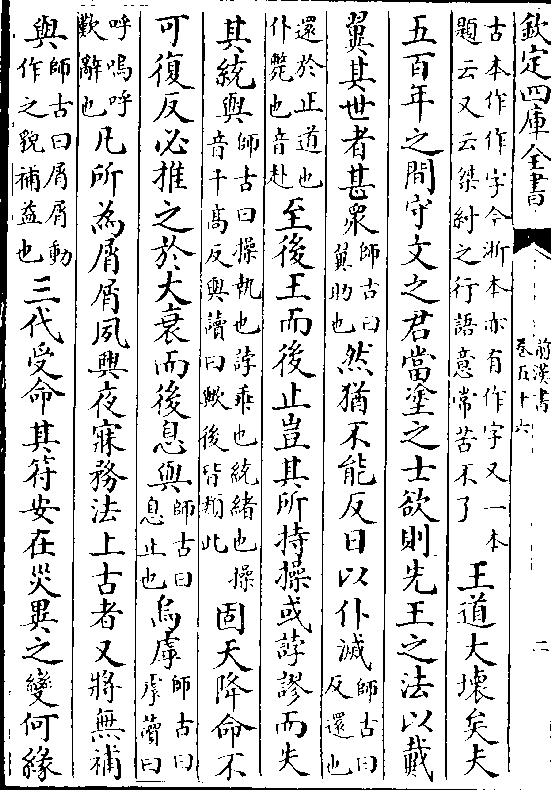 欽定四庫全書
前漢書
卷五十六
二
古本作作字今浙本亦有作字又一本
題云又云桀紂之行語意常苦不了
王道大壊矣夫
五百年之間守文之君當塗之士欲則先王之法以戴
翼其世者甚衆
師古曰
翼助也
然猶不能反日以仆滅
師古曰
反還也
還於正道也
仆斃也音赴
至後王而後止豈其所持操或誖謬而失
其統與
師古曰操執也誖乖也統緒也操
音千高反與讀曰歟後皆類此
固天降命不
可復反必推之於大衰而後息與
師古曰
息止也
烏虖
師古曰
虖讀曰
呼嗚呼
歎辭也
凡所為屑屑夙興夜寐務法上古者又將無補
與
師古曰屑屑動
作之貌補益也
三代受命其符安在災異之變何緣